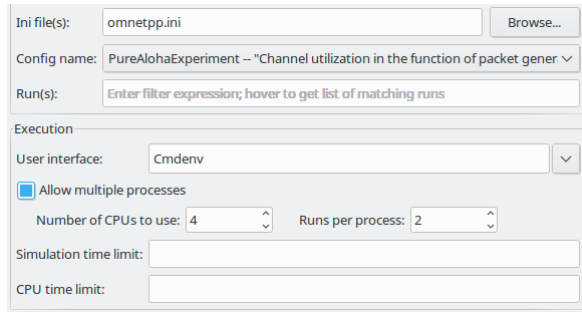 Ini file(s): omnetpp.ini Browse...
Config name: PureAlohaExperiment -- "Channel utilization in the function of packet gener
Run(s): Enter filter expression; hover to get list of matching runs
Execution
User interface: Cmdenv
Allow multiple processes
Number of CPUs to use: 4 Runs per process: 2
Simulation time limit:
CPU time limit: